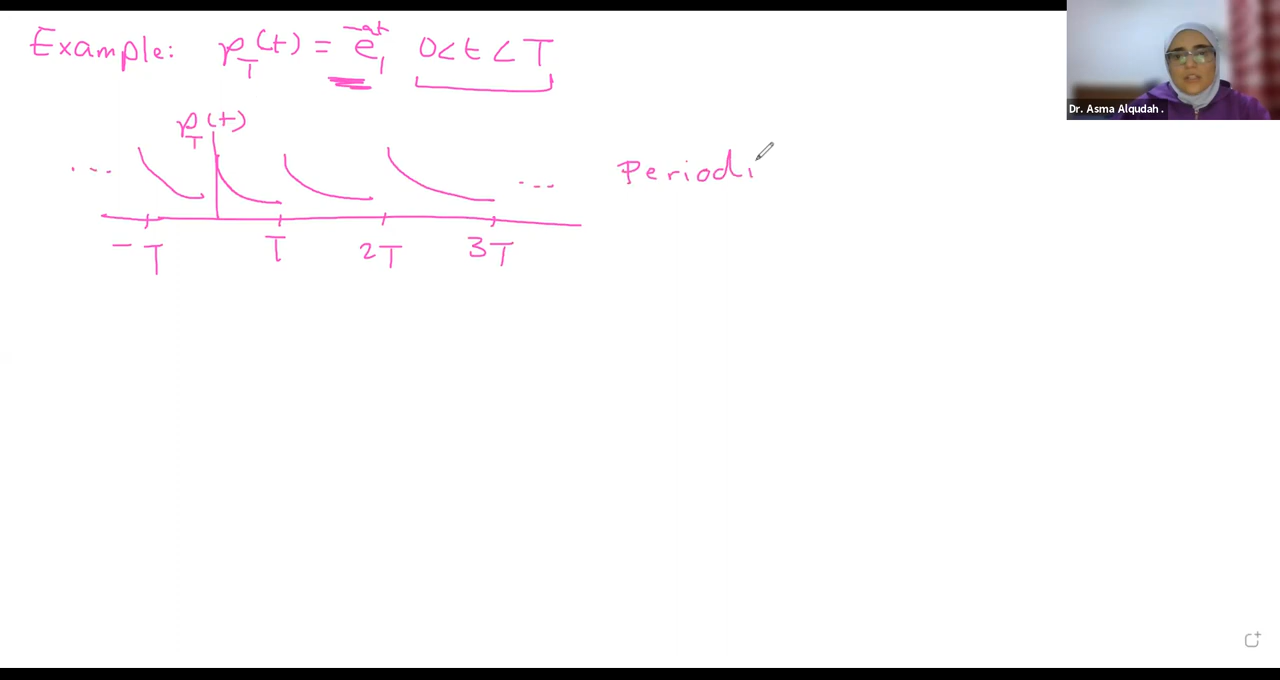 Example: p_T(t) = e^{-at}, 0<t<T
p_T(t)
... ... Periodi
-T T 2T 3T
Dr. Asma Alqudah .